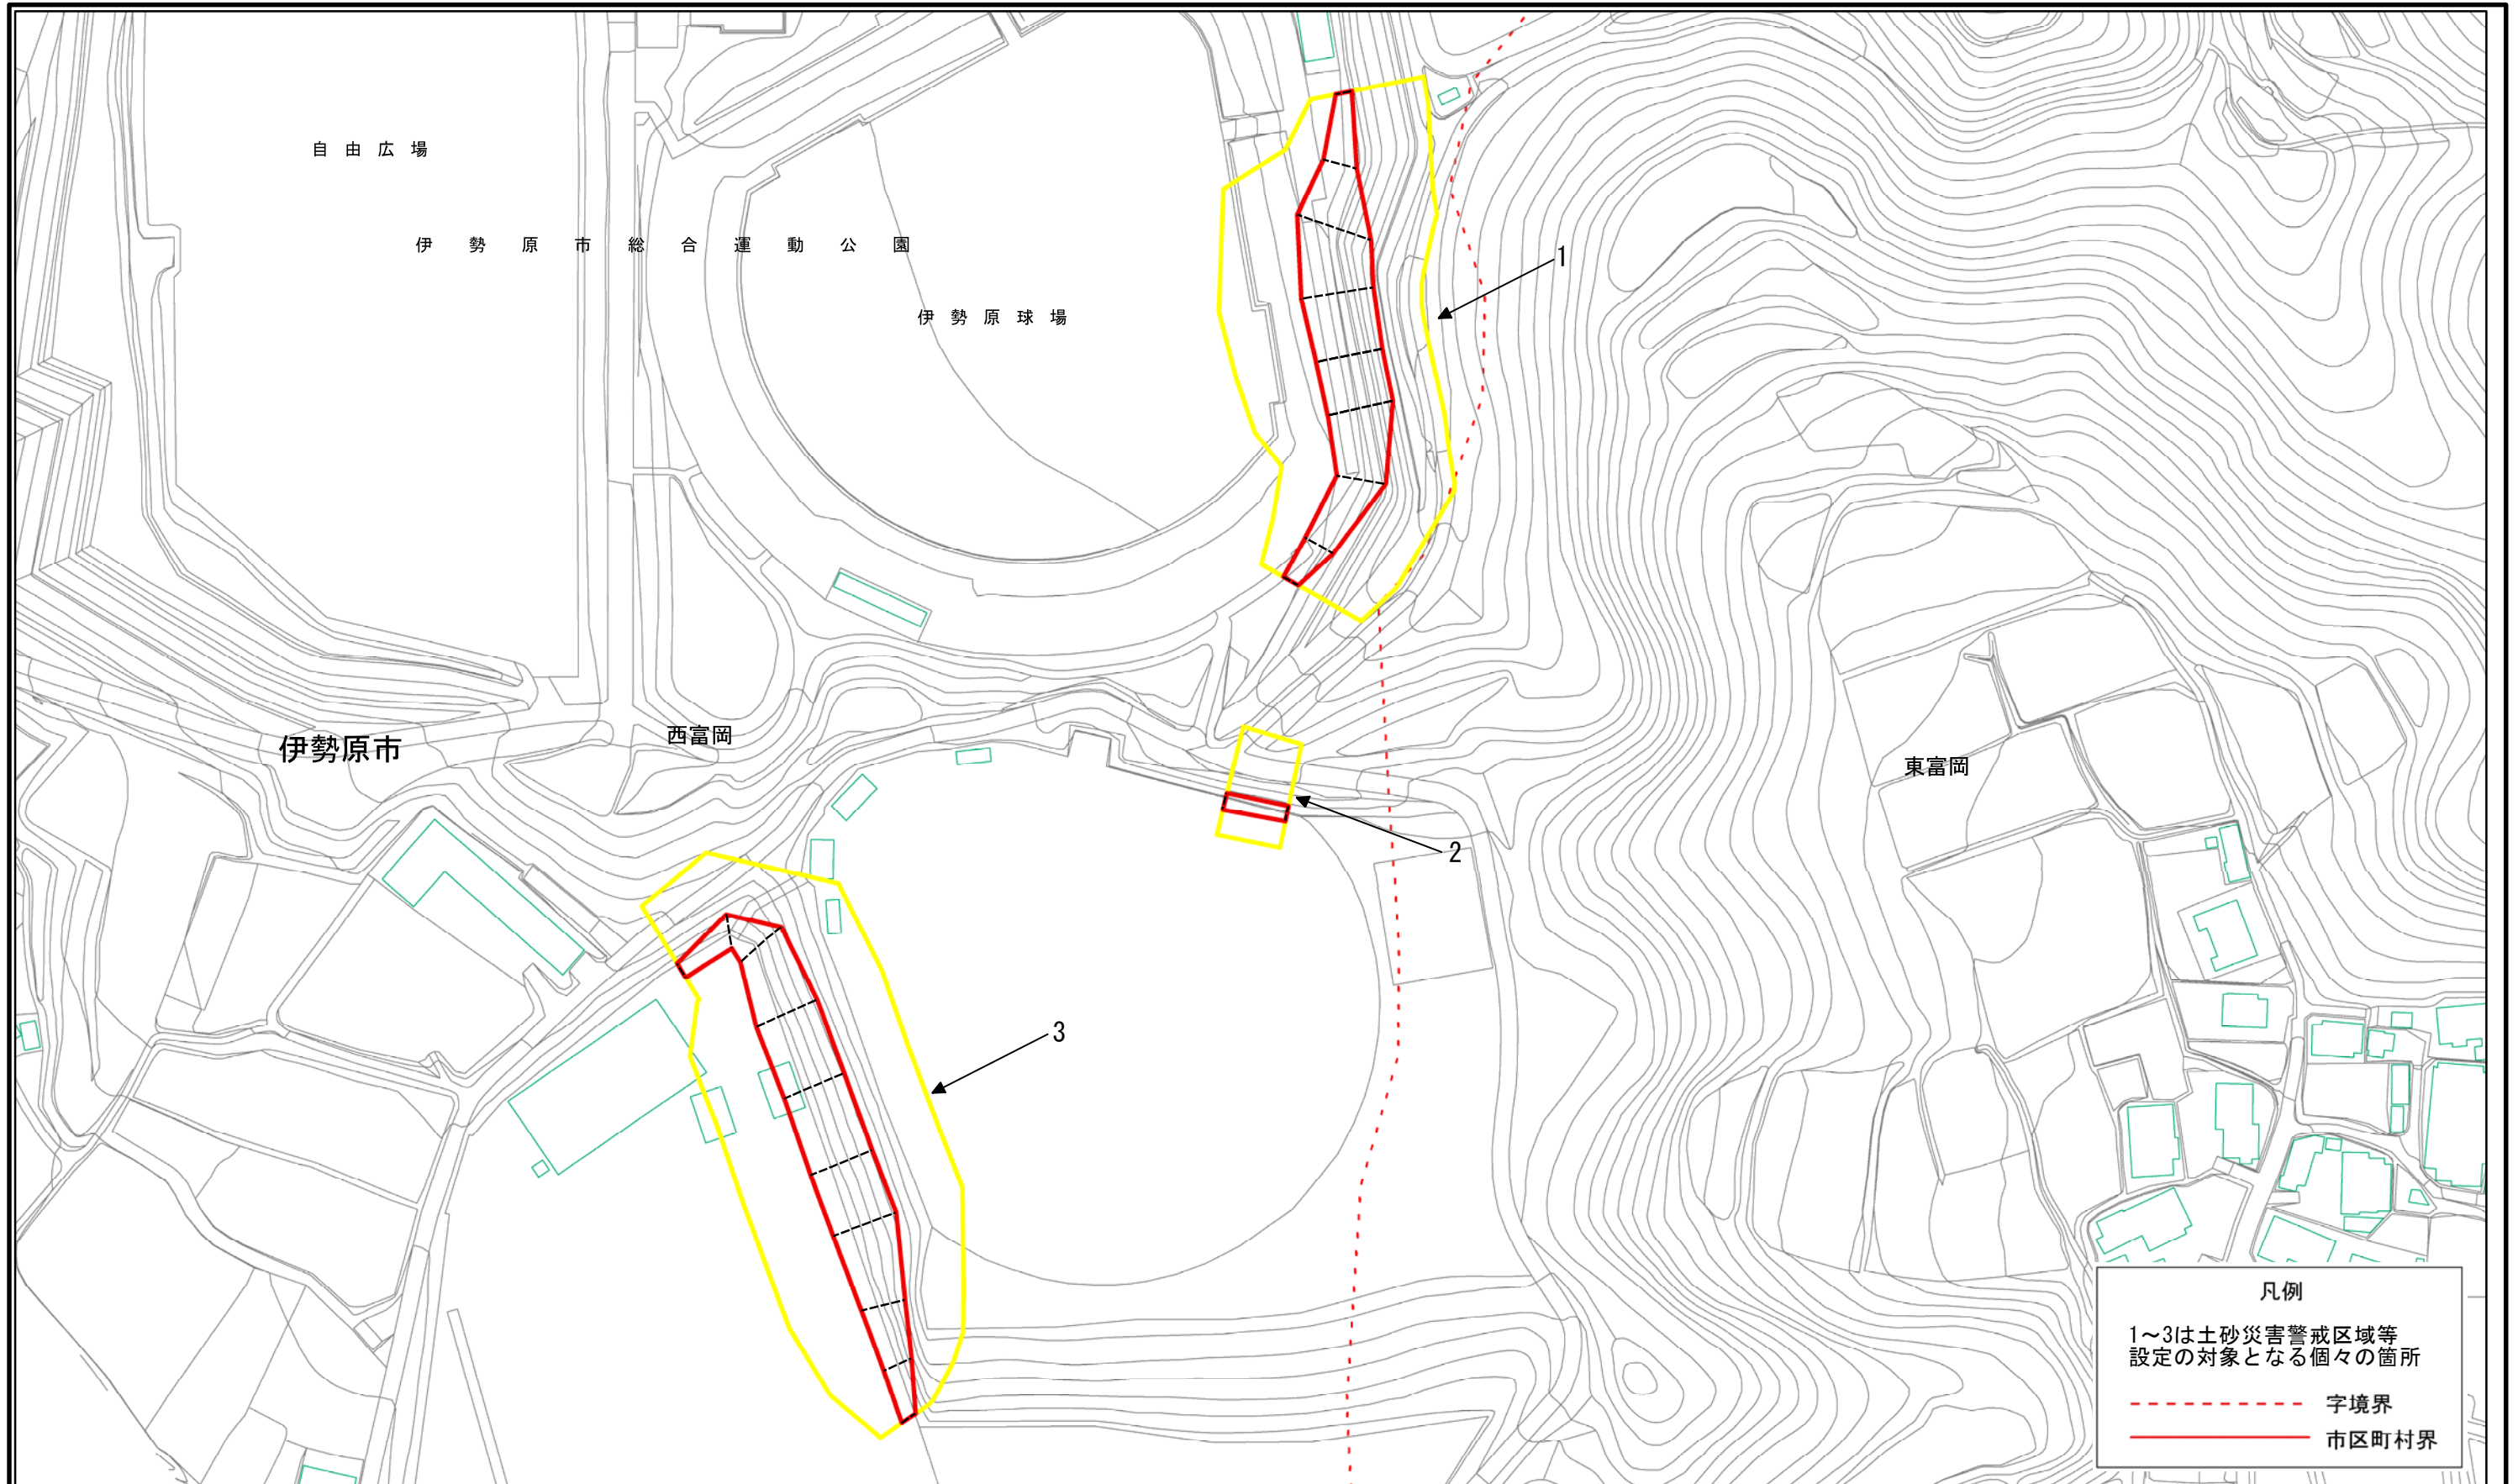 自由広場
伊勢原市総合運動公園
1
伊勢原球場
西富岡
伊勢原市
東富岡
2
3
凡例
1～3は土砂災害警戒区域等
設定の対象となる個々の箇所
字境界
市区町村界